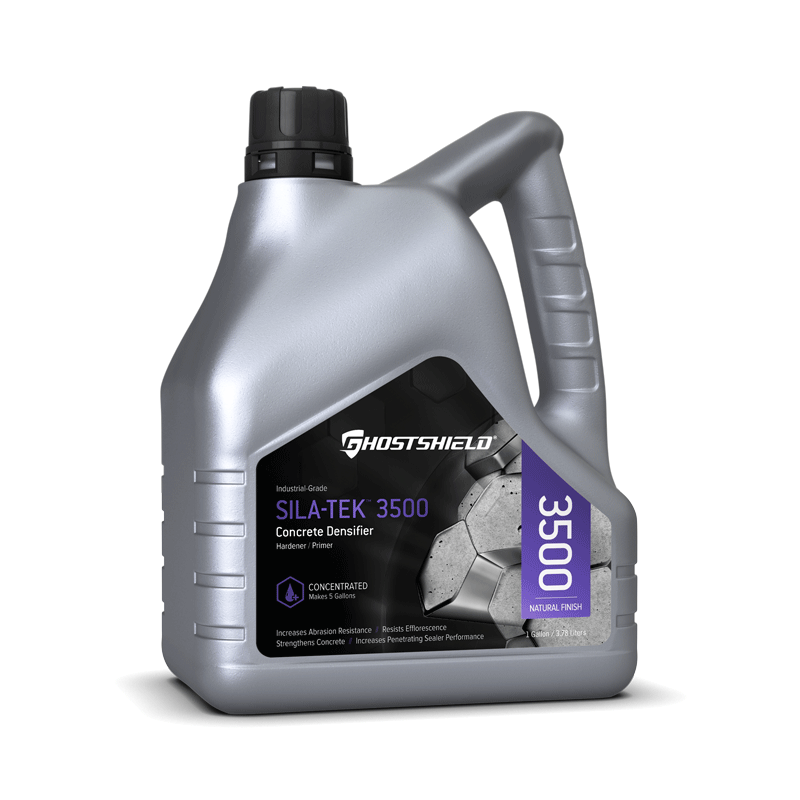 GHOSTSHIELD®
Industrial-Grade
SILA-TEK™ 3500
Concrete Densifier
Hardener / Primer
CONCENTRATED
Makes 5 Gallons
Increases Abrasion Resistance / Resists Efflorescence
Strengthens Concrete / Increases Penetrating Sealer Performance
3500
NATURAL FINISH
1 Gallon / 3.78 Liters